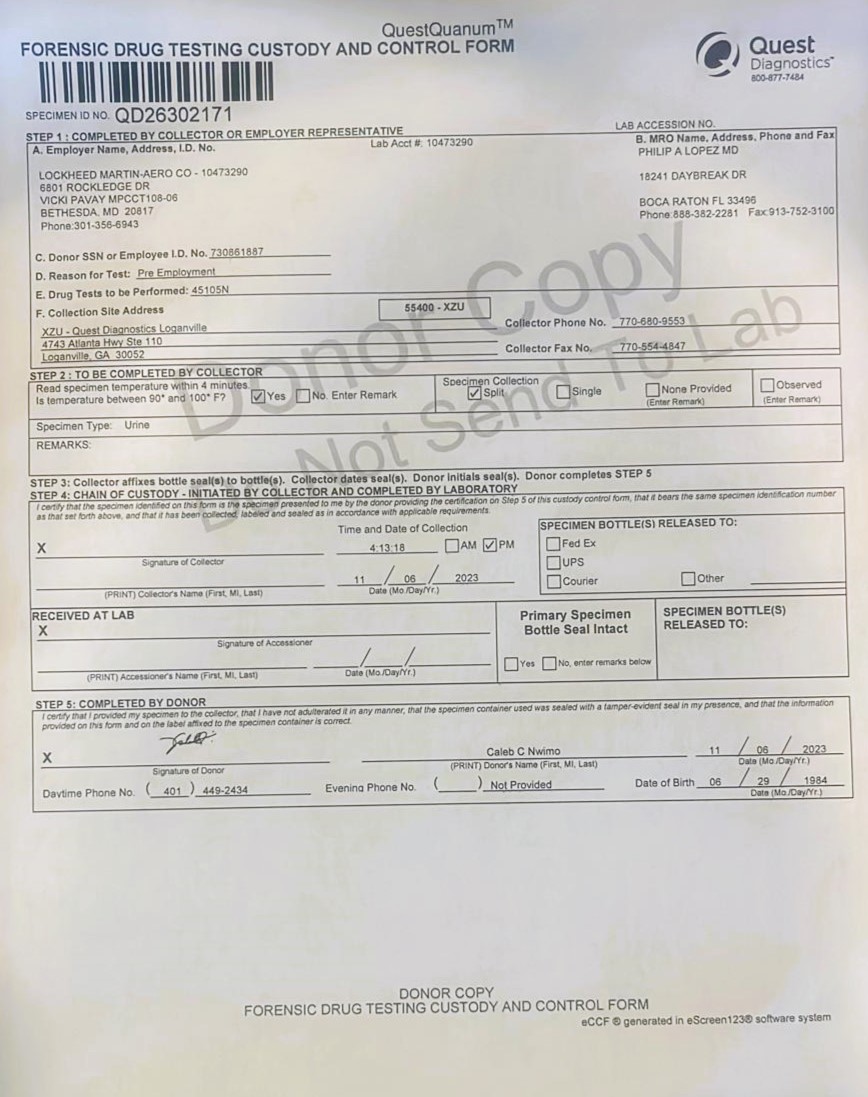 QuestQuanum™
FORENSIC DRUG TESTING CUSTODY AND CONTROL FORM
Quest
Diagnostics™
800-877-7484
SPECIMEN ID NO. QD26302171
LAB ACCESSION NO.
STEP 1 : COMPLETED BY COLLECTOR OR EMPLOYER REPRESENTATIVE
A. Employer Name, Address, I.D. No.
Lab Acct #: 10473290
B. MRO Name, Address, Phone and Fax
PHILIP A LOPEZ MD
LOCKHEED MARTIN-AERO CO - 10473290
6801 ROCKLEDGE DR
VICKI PAVAY MPCCT108-06
BETHESDA, MD 20817
Phone:301-356-6943
18241 DAYBREAK DR
BOCA RATON FL 33496
Phone:888-382-2281 Fax:913-752-3100
C. Donor SSN or Employee I.D. No. 730861887
D. Reason for Test: Pre Employment
E. Drug Tests to be Performed: 45105N
F. Collection Site Address
55400 - XZU
XZU - Quest Diagnostics Loganville
4743 Atlanta Hwy Ste 110
Loganville, GA 30052
Collector Phone No. 770-680-9553
Collector Fax No. 770-554-4847
STEP 2 : TO BE COMPLETED BY COLLECTOR
Read specimen temperature within 4 minutes.
Is temperature between 90° and 100° F? Yes No. Enter Remark
Specimen Collection
Split Single None Provided (Enter Remark) Observed (Enter Remark)
Specimen Type: Urine
REMARKS:
STEP 3: Collector affixes bottle seal(s) to bottle(s). Collector dates seal(s). Donor initials seal(s). Donor completes STEP 5
STEP 4: CHAIN OF CUSTODY - INITIATED BY COLLECTOR AND COMPLETED BY LABORATORY
I certify that the specimen identified on this form is the specimen presented to me by the donor providing the certification on Step 5 of this custody control form, that it bears the same specimen identification number
as that set forth above, and that it has been collected, labeled and sealed as in accordance with applicable requirements.
Time and Date of Collection
X
4:13:18 AM PM
Signature of Collector
11 / 06 / 2023
(PRINT) Collector's Name (First, MI, Last)
Date (Mo./Day/Yr.)
SPECIMEN BOTTLE(S) RELEASED TO:
Fed Ex
UPS
Courier
Other
RECEIVED AT LAB
X
Signature of Accessioner
/ /
(PRINT) Accessioner's Name (First, MI, Last)
Date (Mo./Day/Yr.)
Primary Specimen
Bottle Seal Intact
Yes No, enter remarks below
SPECIMEN BOTTLE(S)
RELEASED TO:
STEP 5: COMPLETED BY DONOR
I certify that I provided my specimen to the collector, that I have not adulterated it in any manner, that the specimen container used was sealed with a tamper-evident seal in my presence, and that the information
provided on this form and on the label affixed to the specimen container is correct.
X
Caleb C Nwimo
11 / 06 / 2023
Signature of Donor
(PRINT) Donor's Name (First, MI, Last)
Date (Mo./Day/Yr.)
Daytime Phone No. (401) 449-2434
Evening Phone No. ( ) Not Provided
Date of Birth 06 / 29 / 1984
Date (Mo./Day/Yr.)
Donor Copy
Do Not Send To Lab
DONOR COPY
FORENSIC DRUG TESTING CUSTODY AND CONTROL FORM
eCCF ® generated in eScreen123® software system